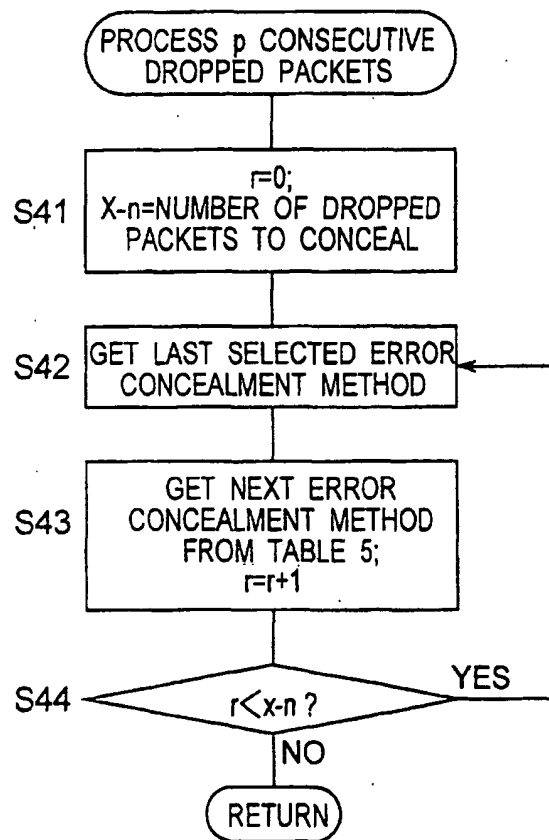 PROCESS p CONSECUTIVE
DROPPED PACKETS
S41
r=0;
X-n=NUMBER OF DROPPED
PACKETS TO CONCEAL
S42
GET LAST SELECTED ERROR
CONCEALMENT METHOD
S43
GET NEXT ERROR
CONCEALMENT METHOD
FROM TABLE 5;
r=r+1
S44
r<x-n ?
YES
NO
RETURN